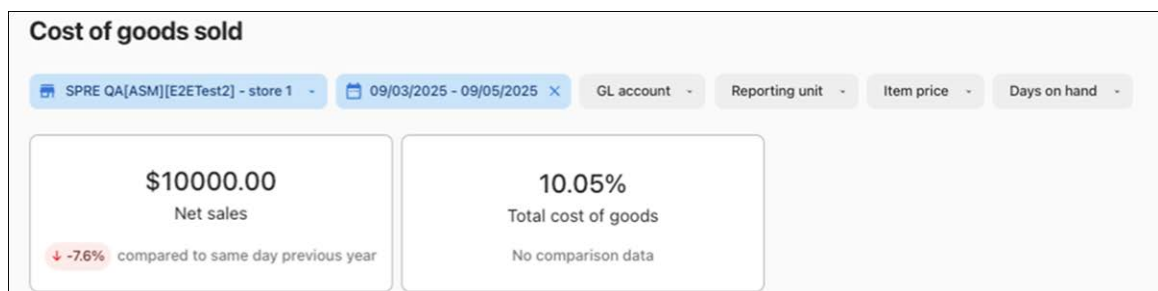 Cost of goods sold
SPRE QA[ASM][E2ETest2] - store 1 09/03/2025 - 09/05/2025 GL account Reporting unit Item price Days on hand
$10000.00 10.05%
Net sales Total cost of goods
-7.6% compared to same day previous year No comparison data